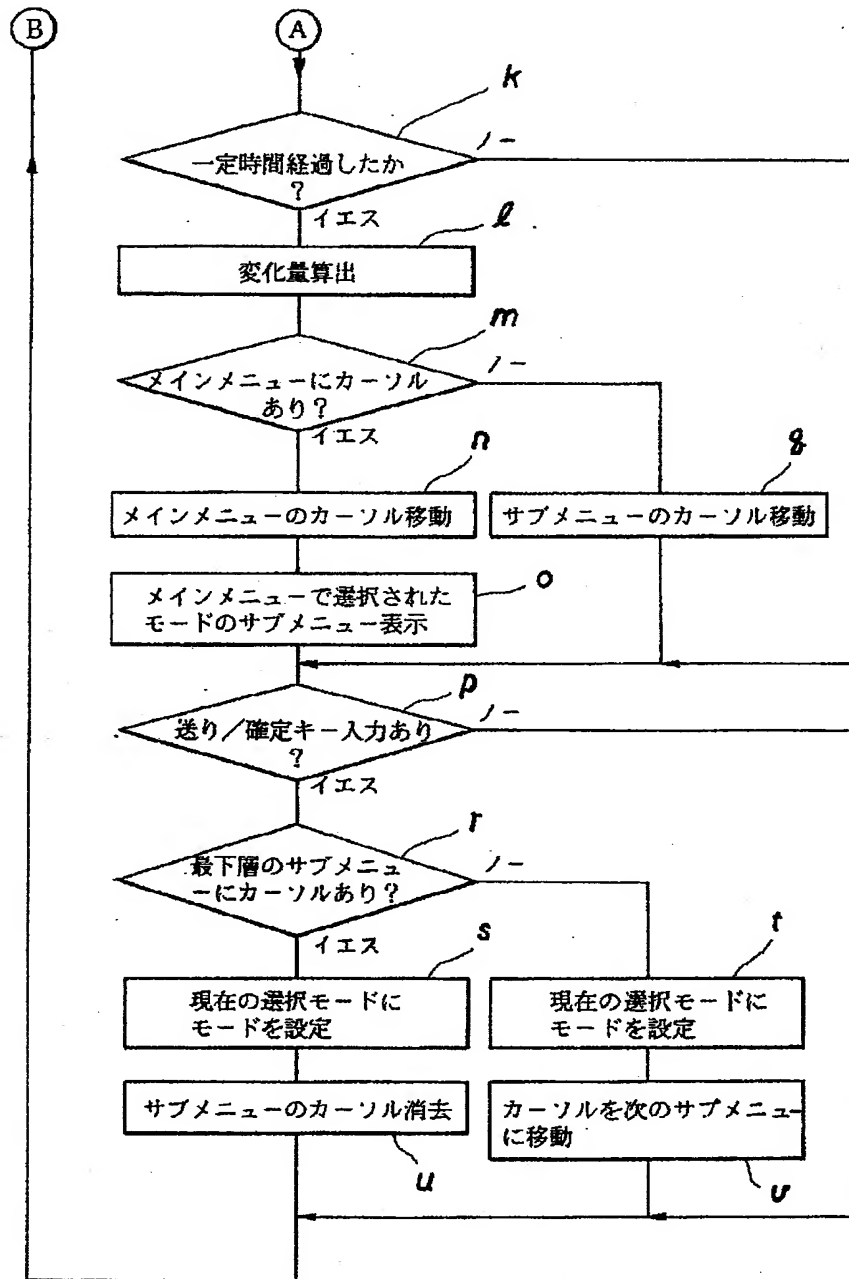 B
A
k
一定時間経過したか
?
ノー
イエス
l
変化量算出
m
メインメニューにカーソル
あり?
ノー
イエス
n
メインメニューのカーソル移動
q
サブメニューのカーソル移動
o
メインメニューで選択された
モードのサブメニュー表示
p
送り/確定キー入力あり
?
ノー
イエス
r
最下層のサブメニュ
ーにカーソルあり?
ノー
イエス
s
現在の選択モードに
モードを設定
t
現在の選択モードに
モードを設定
サブメニューのカーソル消去
u
カーソルを次のサブメニュー
に移動
v